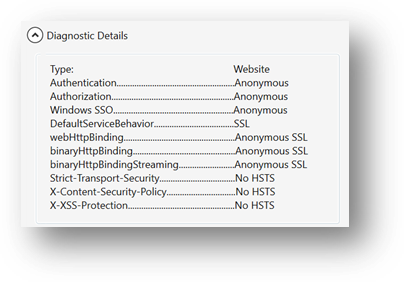 Diagnostic Details
Type: Website
Authentication......................................................Anonymous
Authorization.......................................................Anonymous
Windows SSO.....................................................Anonymous
DefaultServiceBehavior....................................SSL
webHttpBinding..................................................Anonymous SSL
binaryHttpBinding..............................................Anonymous SSL
binaryHttpBindingStreaming.........................Anonymous SSL
Strict-Transport-Security..................................No HSTS
X-Content-Security-Policy...............................No HSTS
X-XSS-Protection................................................No HSTS